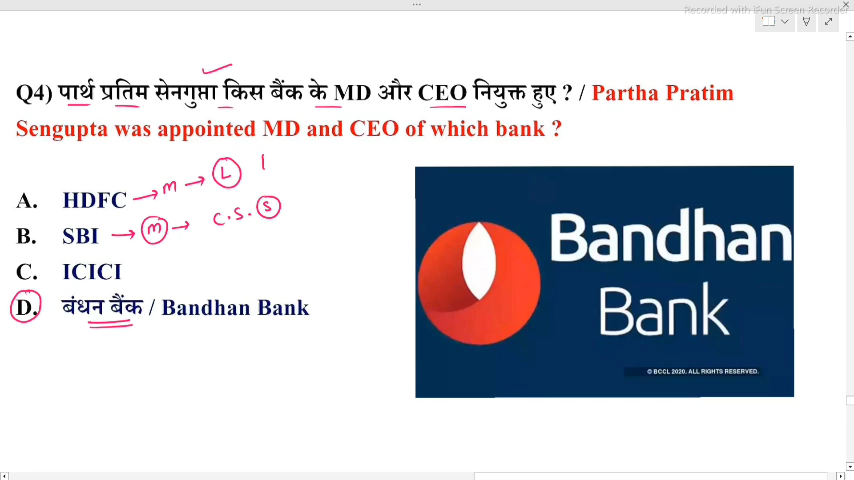 ...
Recorded with iFun Screen Recorder
Q4) पार्थ प्रतिम सेनगुप्ता किस बैंक के MD और CEO नियुक्त हुए ? / Partha Pratim
Sengupta was appointed MD and CEO of which bank ?
A. HDFC → m → L I
B. SBI → m → C.S.S
C. ICICI
D. बंधन बैंक / Bandhan Bank
Bandhan
Bank
© BCCL 2020. ALL RIGHTS RESERVED.